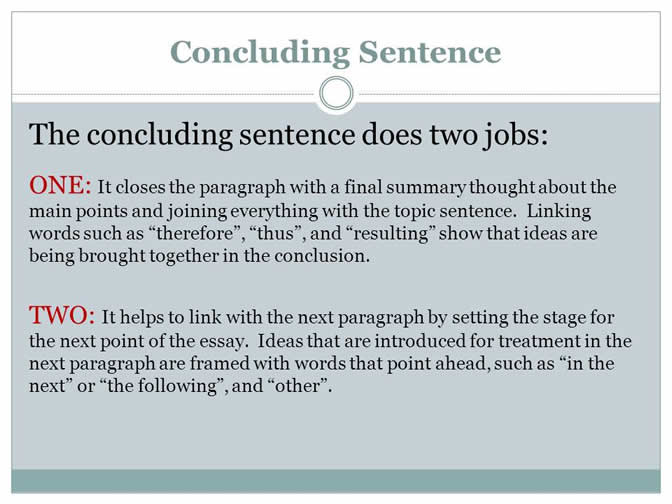 Concluding Sentence
The concluding sentence does two jobs:
ONE: It closes the paragraph with a final summary thought about the
main points and joining everything with the topic sentence.  Linking
words such as “therefore”, “thus”, and “resulting” show that ideas are
being brought together in the conclusion.
TWO: It helps to link with the next paragraph by setting the stage for
the next point of the essay.  Ideas that are introduced for treatment in the
next paragraph are framed with words that point ahead, such as “in the
next” or “the following”, and “other”.